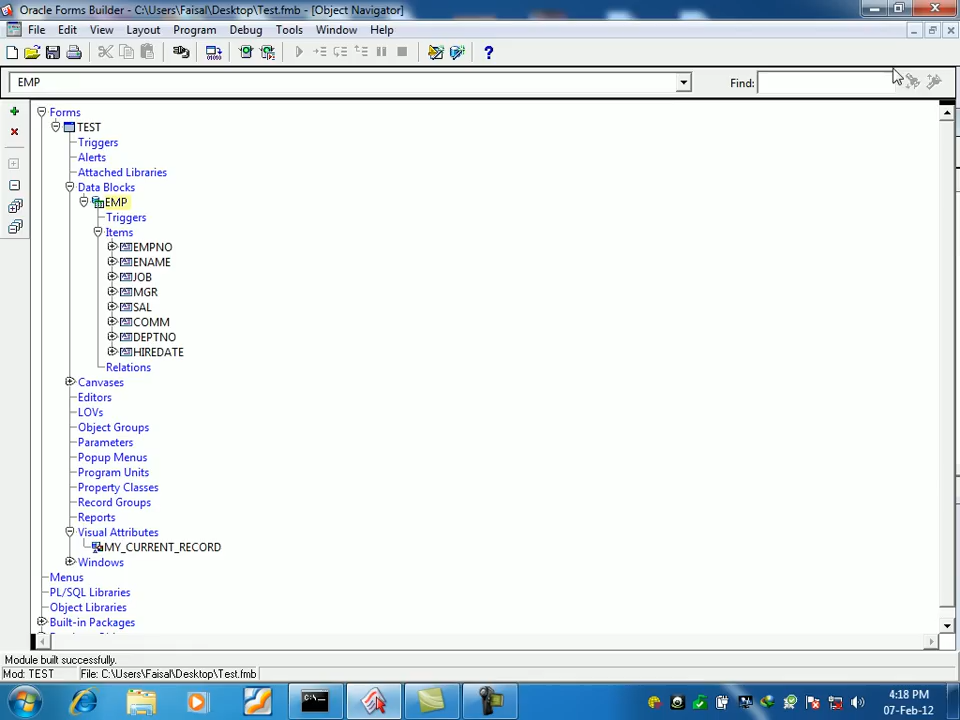 Oracle Forms Builder - C:\Users\Faisal\Desktop\Test.fmb - [Object Navigator]
File Edit View Layout Program Debug Tools Window Help
EMP Find:
Forms
TEST
Triggers
Alerts
Attached Libraries
Data Blocks
EMP
Triggers
Items
EMPNO
ENAME
JOB
MGR
SAL
COMM
DEPTNO
HIREDATE
Relations
Canvases
Editors
LOVs
Object Groups
Parameters
Popup Menus
Program Units
Property Classes
Record Groups
Reports
Visual Attributes
MY_CURRENT_RECORD
Windows
Menus
PL/SQL Libraries
Object Libraries
Built-in Packages
Module built successfully.
Mod: TEST File: C:\Users\Faisal\Desktop\Test.fmb
4:18 PM
07-Feb-12